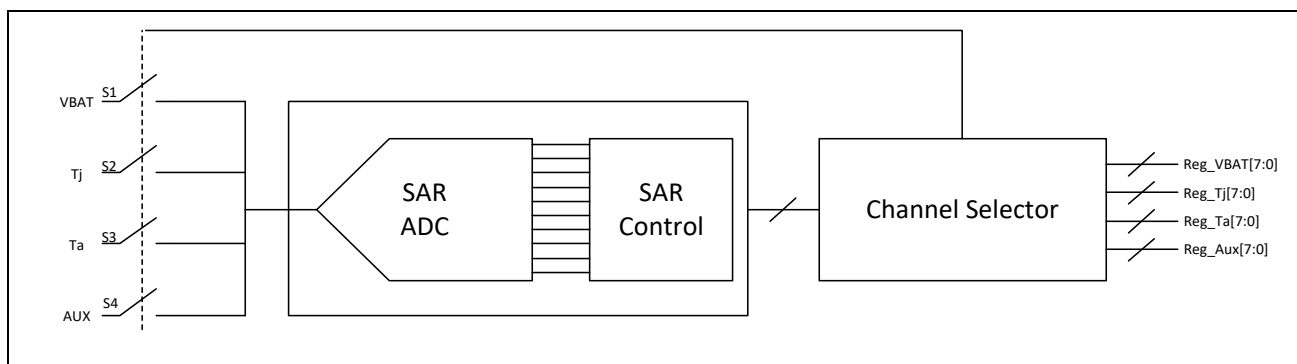 S1
VBAT
S2
Tj
S3
Ta
S4
AUX
SAR
ADC
SAR
Control
Channel Selector
Reg_VBAT[7:0]
Reg_Tj[7:0]
Reg_Ta[7:0]
Reg_Aux[7:0]